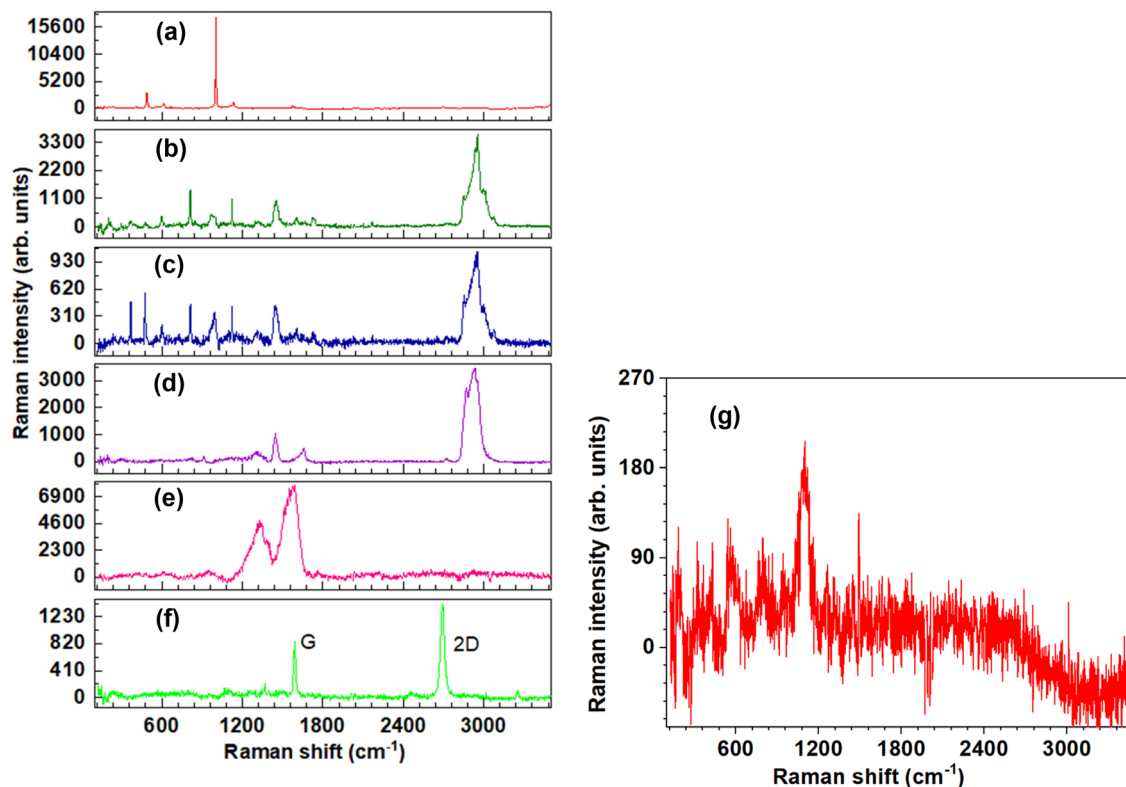 (a)
15600
10400
5200
0
(b)
3300
2200
1100
0
(c)
930
620
310
0
(d)
3000
2000
1000
0
(e)
6900
4600
2300
0
(f)
1230
820
410
0
G
2D
600 1200 1800 2400 3000
Raman shift (cm⁻¹)
Raman intensity (arb. units)
(g)
270
180
90
0
600 1200 1800 2400 3000
Raman shift (cm⁻¹)
Raman intensity (arb. units)